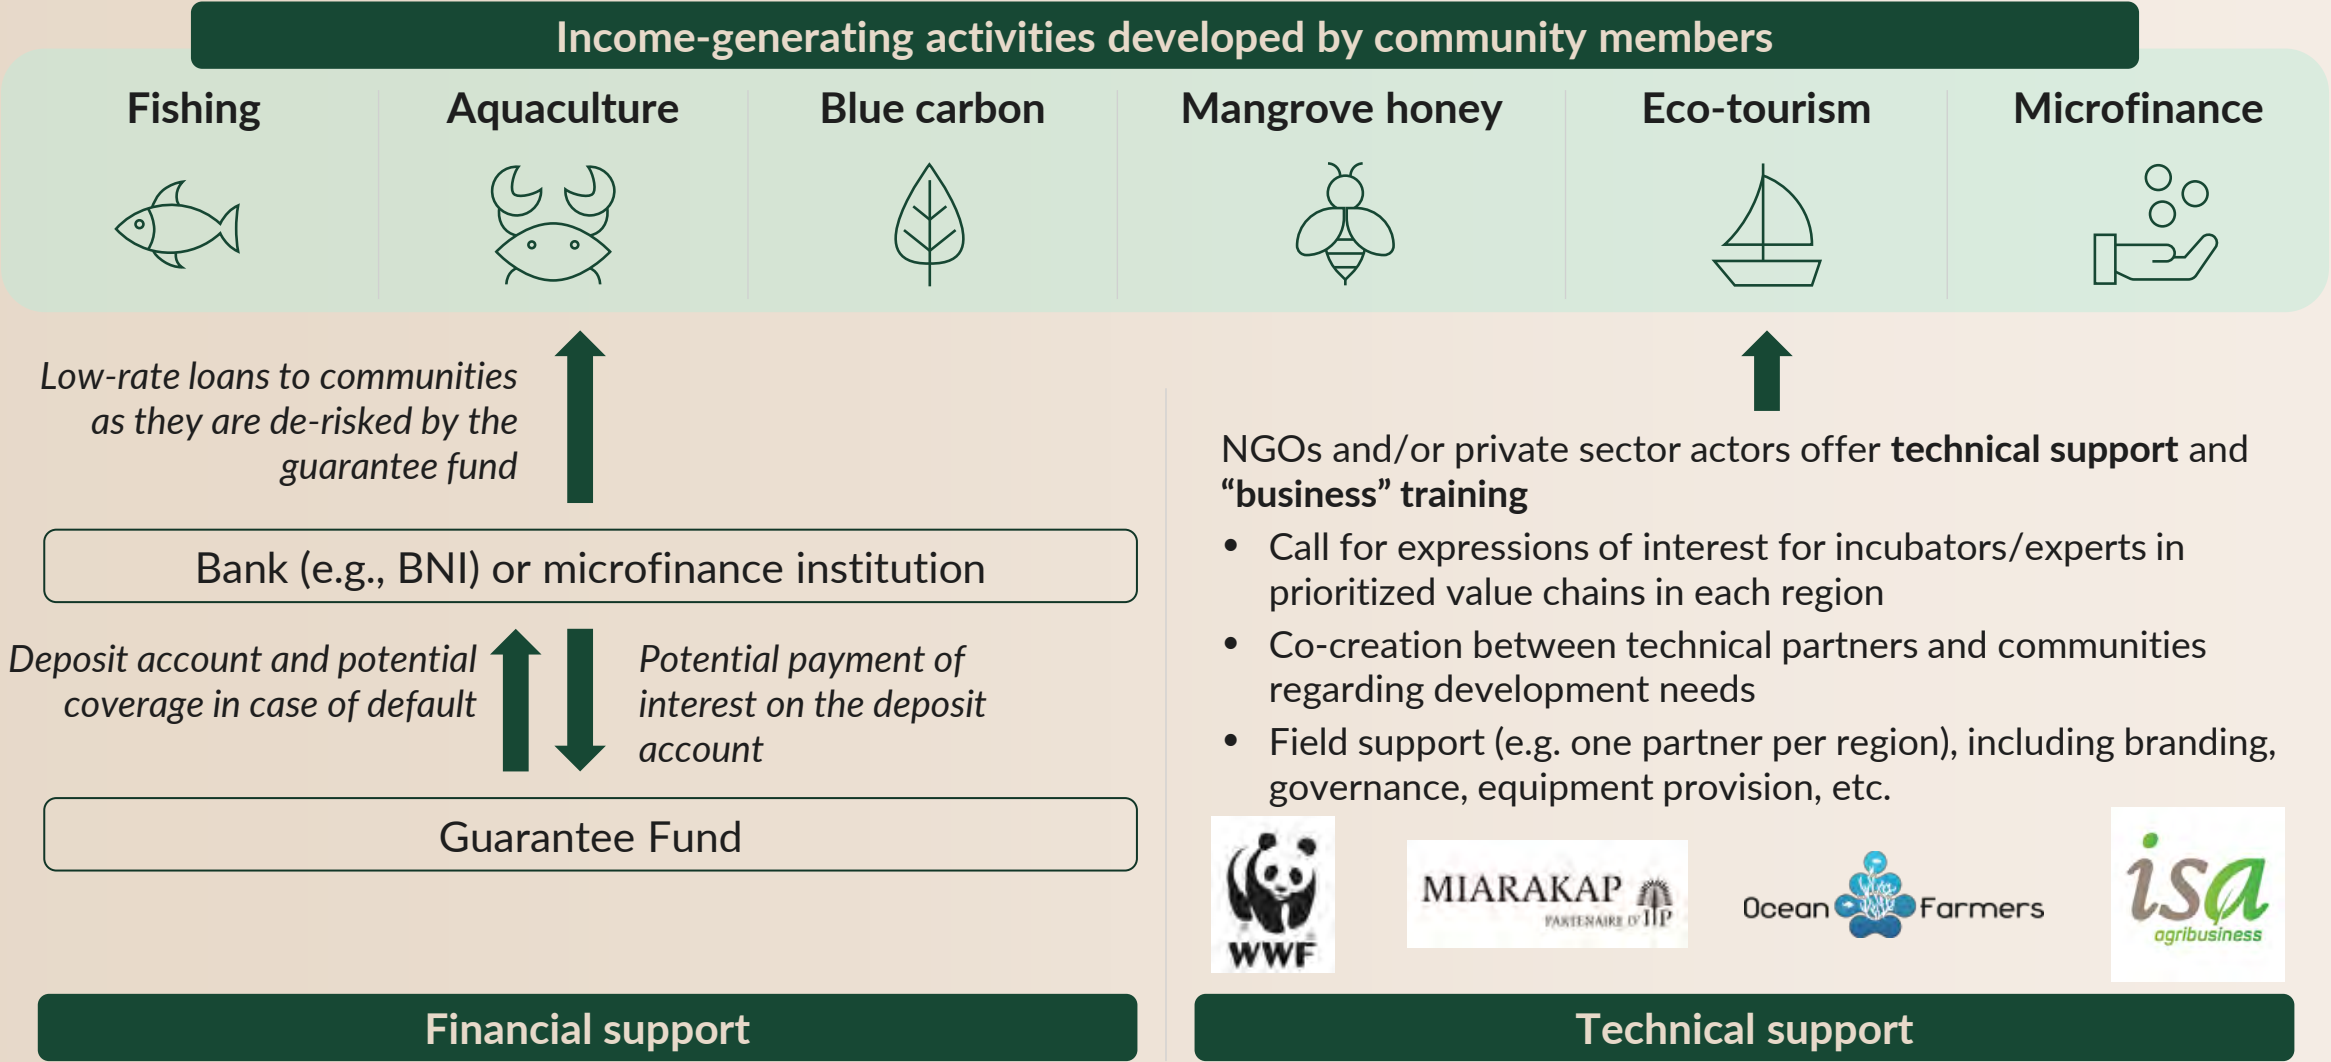 Income-generating activities developed by community members
Fishing
Aquaculture
Blue carbon
Mangrove honey
Eco-tourism
Microfinance
Low-rate loans to communities
as they are de-risked by the
guarantee fund
Bank (e.g., BNI) or microfinance institution
Deposit account and potential
coverage in case of default
Potential payment of
interest on the deposit
account
Guarantee Fund
Financial support
NGOs and/or private sector actors offer technical support and
“business” training
• Call for expressions of interest for incubators/experts in
prioritized value chains in each region
• Co-creation between technical partners and communities
regarding development needs
• Field support (e.g. one partner per region), including branding,
governance, equipment provision, etc.
WWF
MIARAKAP
PARTENAIRE D'IIP
Ocean Farmers
isa
agribusiness
Technical support